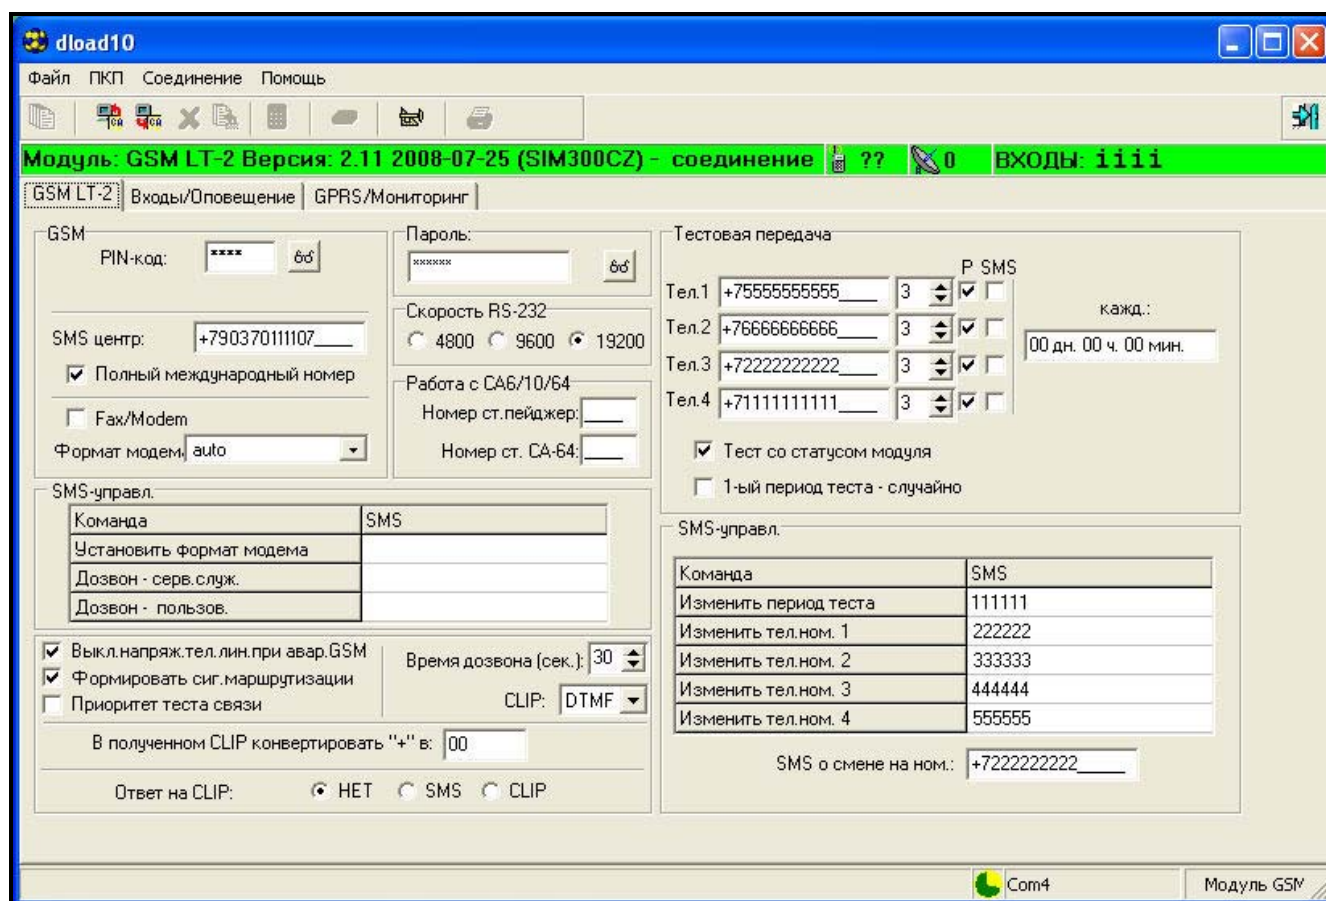 dload10
Файл ПКП Соединение Помощь
Модуль: GSM LT-2 Версия: 2.11 2008-07-25 (SIM300CZ) - соединение ?? 0 ВХОДЫ: iiii
GSM LT-2 Входы/Оповещение GPRS/Мониторинг
GSM
PIN-код: ****
SMS центр: +790370111107____
Полный международный номер
Fax/Modem
Формат модем. auto
Пароль:
******
Скорость RS-232
4800 9600 19200
Работа с CA6/10/64
Номер ст.пейджер: ____
Номер ст. CA-64: ____
SMS-управл.
Команда SMS
Установить формат модема
Дозвон - серв.служ.
Дозвон - пользов.
Выкл.напряж.тел.лин.при авар.GSM
Формировать сиг.маршрутизации
Приоритет теста связи
Время дозвона (сек.): 30
CLIP: DTMF
В полученном CLIP конвертировать "+" в: 00
Ответ на CLIP: НЕТ SMS CLIP
Тестовая передача
P SMS
Тел.1 +75555555555____ 3
Тел.2 +76666666666____ 3
Тел.3 +72222222222____ 3
Тел.4 +71111111111____ 3
кажд.:
00 дн. 00 ч. 00 мин.
Тест со статусом модуля
1-ый период теста - случайно
SMS-управл.
Команда SMS
Изменить период теста 111111
Изменить тел.ном. 1 222222
Изменить тел.ном. 2 333333
Изменить тел.ном. 3 444444
Изменить тел.ном. 4 555555
SMS о смене на ном.: +7222222222_____
Com4 Модуль GSM